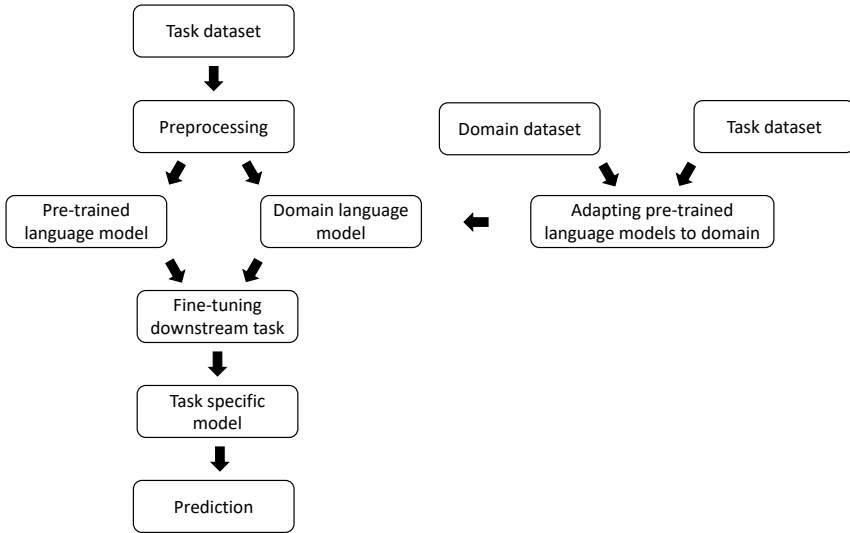 Task dataset
Preprocessing
Domain dataset
Task dataset
Pre-trained
language model
Domain language
model
Adapting pre-trained
language models to domain
Fine-tuning
downstream task
Task specific
model
Prediction